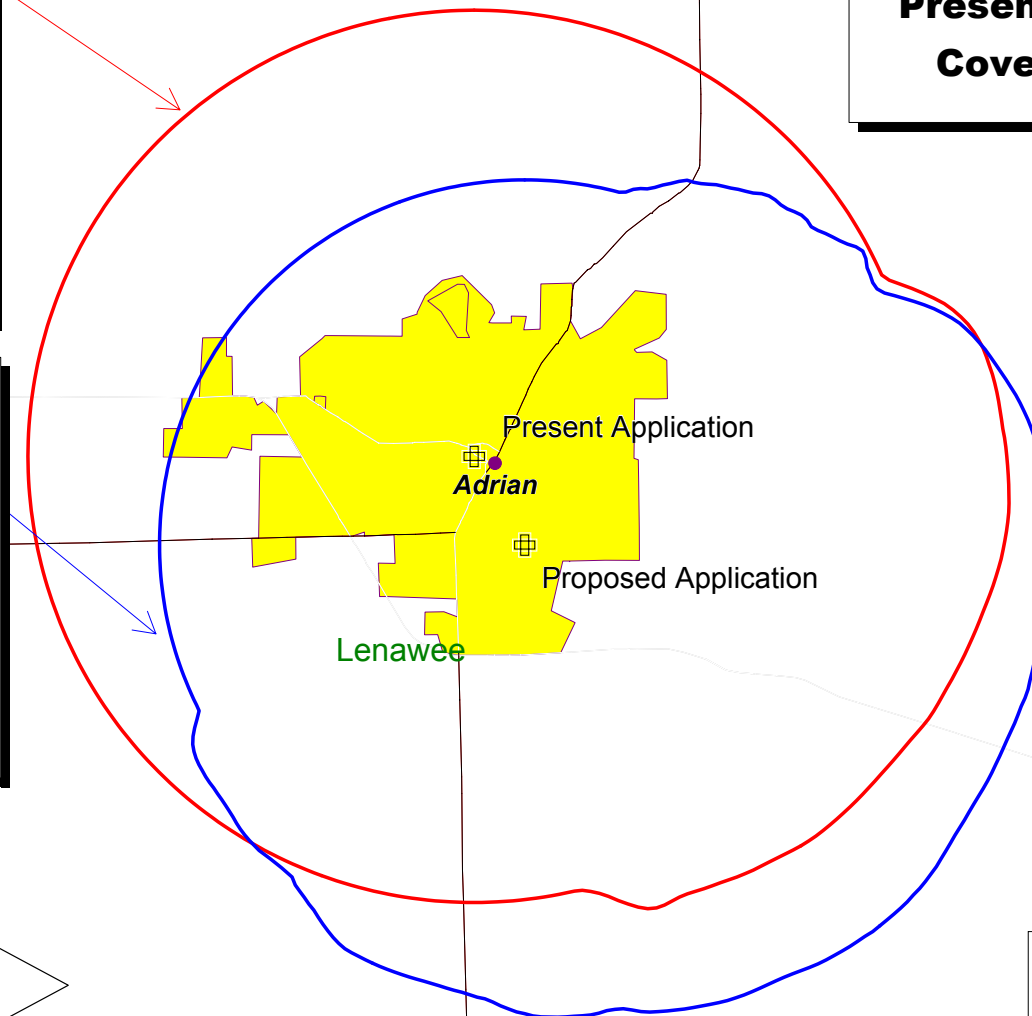 Presen
Cove
Present Application
Adrian
Proposed Application
Lenawee